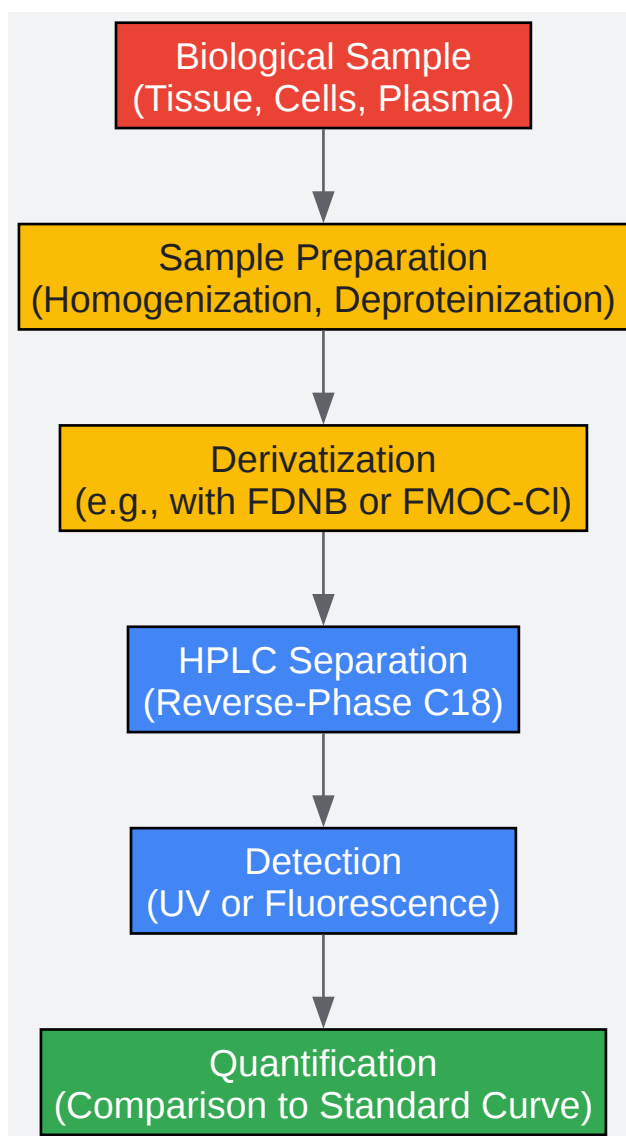 Biological Sample
(Tissue, Cells, Plasma)
Sample Preparation
(Homogenization, Deproteinization)
Derivatization
(e.g., with FDNB or FMOC-Cl)
HPLC Separation
(Reverse-Phase C18)
Detection
(UV or Fluorescence)
Quantification
(Comparison to Standard Curve)